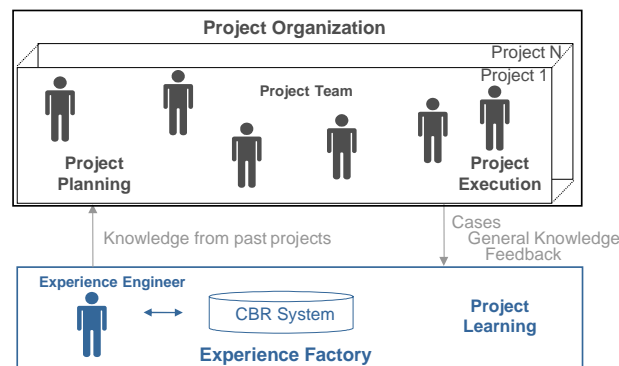 Project Organization
Project N
Project 1
Project Team
Project
Planning
Project
Execution
Knowledge from past projects
Cases
General Knowledge
Feedback
Experience Engineer
CBR System
Project
Learning
Experience Factory